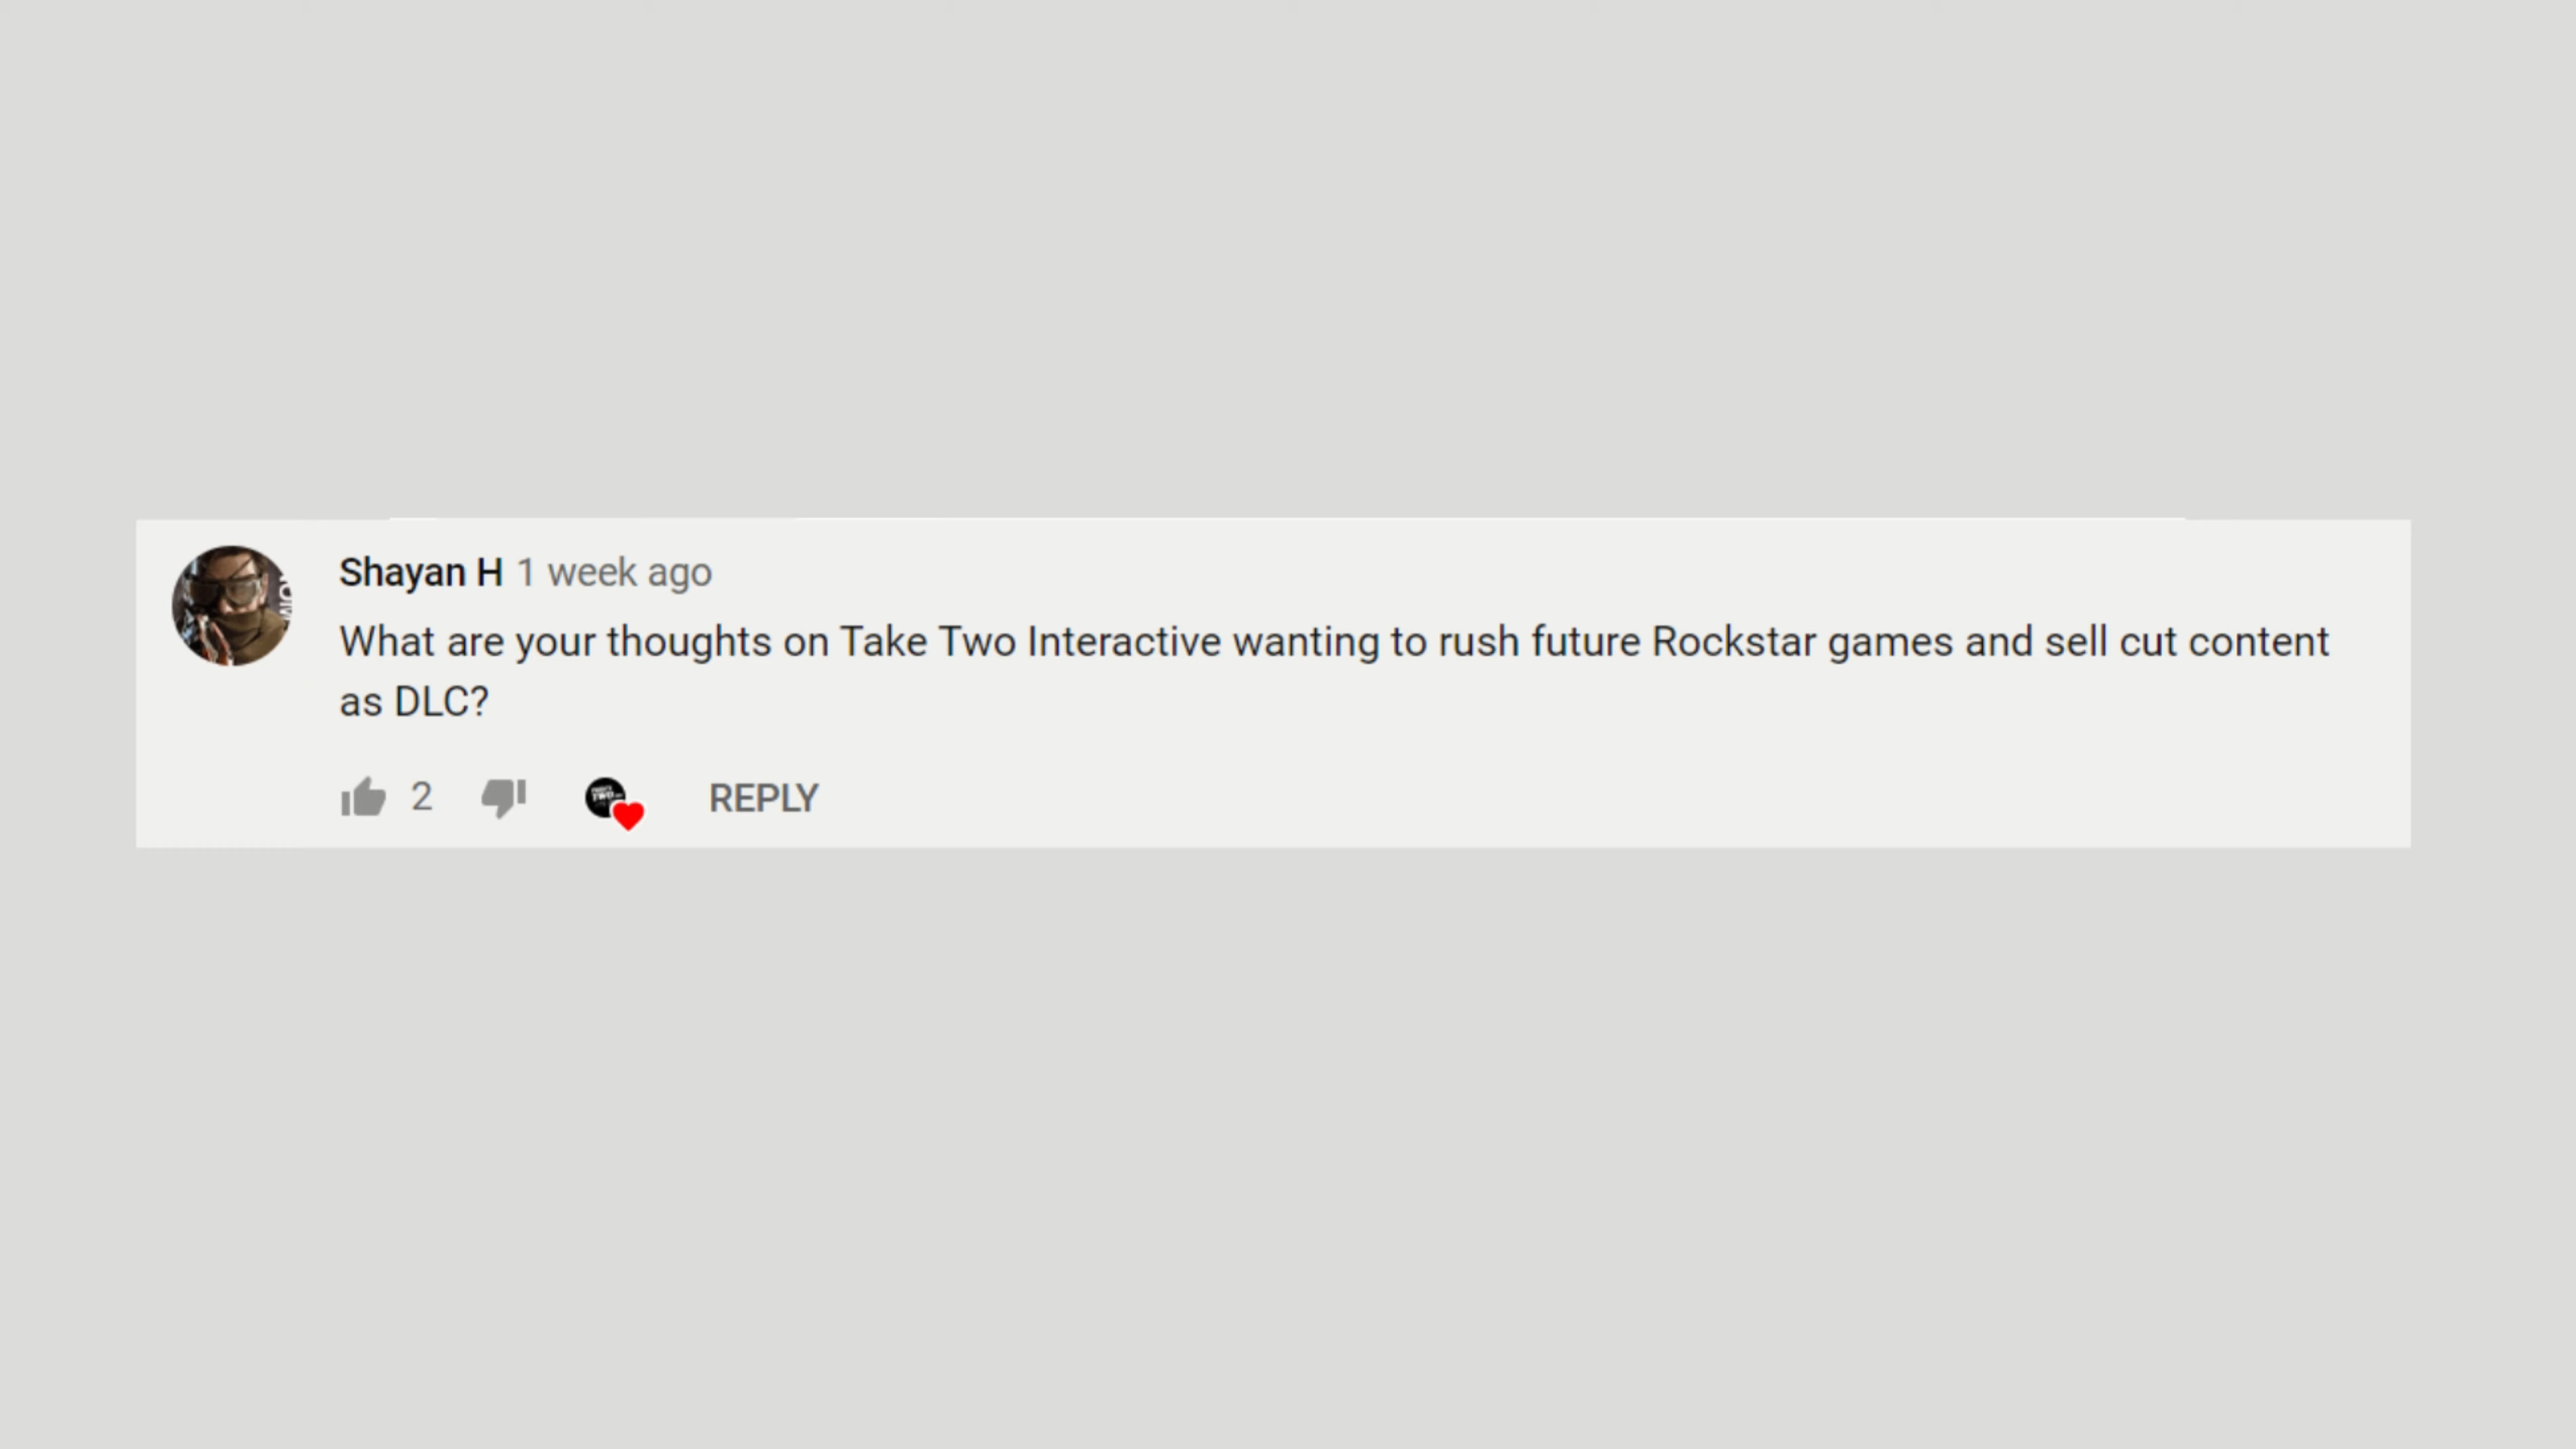 Shayan H 1 week ago
What are your thoughts on Take Two Interactive wanting to rush future Rockstar games and sell cut content
as DLC?
2 REPLY